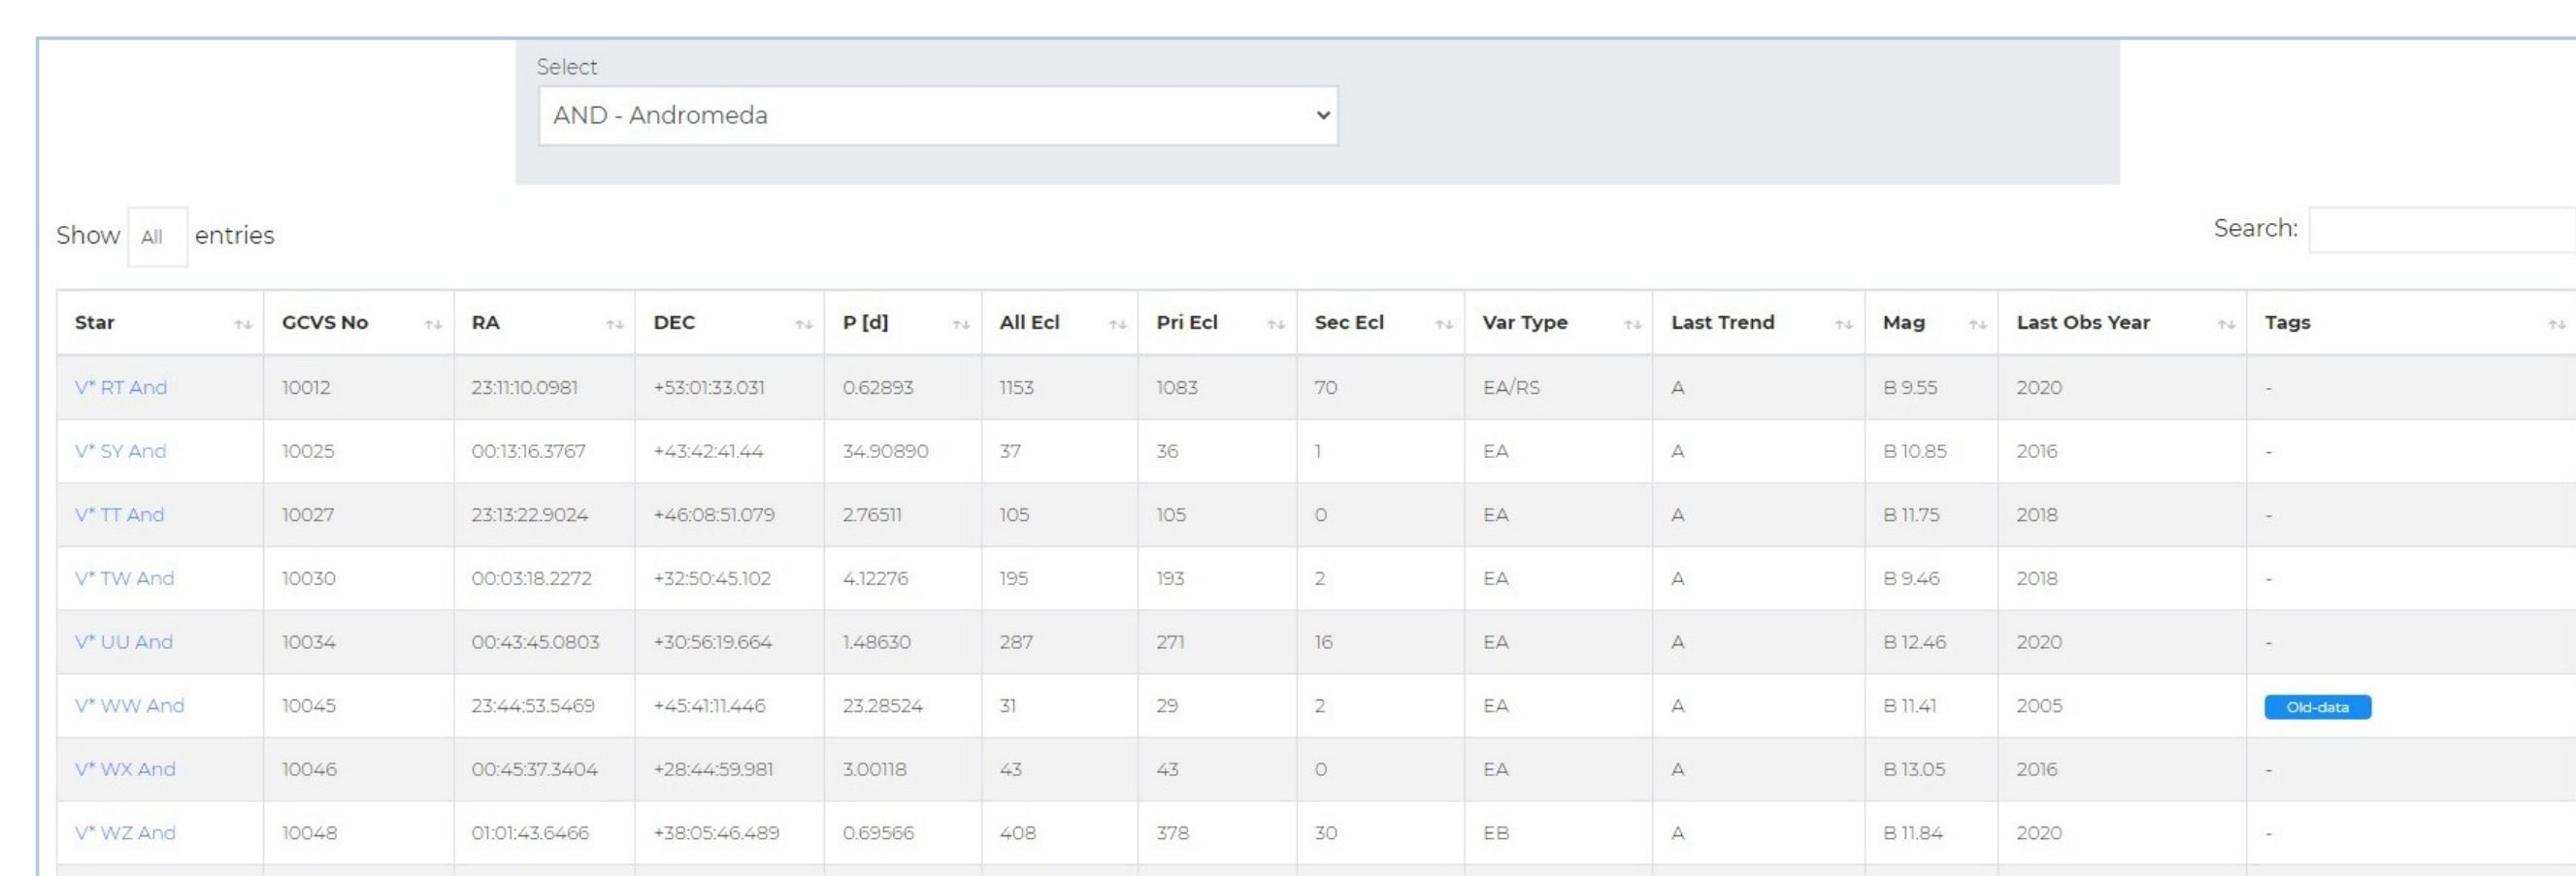 Select
AND - Andromeda
Show All entries
Search:
Star GCVS No RA DEC P [d] All Ecl Pri Ecl Sec Ecl Var Type Last Trend Mag Last Obs Year Tags
V* RT And 10012 23:11:10.0981 +53:01:33.031 0.62893 1153 1083 70 EA/RS A B 9.55 2020 -
V* SY And 10025 00:13:16.3767 +43:42:41.44 34.90890 37 36 1 EA A B 10.85 2016 -
V* TT And 10027 23:13:22.9024 +46:08:51.079 2.76511 105 105 0 EA A B 11.75 2018 -
V* TW And 10030 00:03:18.2272 +32:50:45.102 4.12276 195 193 2 EA A B 9.46 2018 -
V* UU And 10034 00:43:45.0803 +30:56:19.664 1.48630 287 271 16 EA A B 12.46 2020 -
V* WW And 10045 23:44:53.5469 +45:41:11.446 23.28524 31 29 2 EA A B 11.41 2005 Old-data
V* WX And 10046 00:45:37.3404 +28:44:59.981 3.00118 43 43 0 EA A B 13.05 2016 -
V* WZ And 10048 01:01:43.6466 +38:05:46.489 0.69566 408 378 30 EB A B 11.84 2020 -